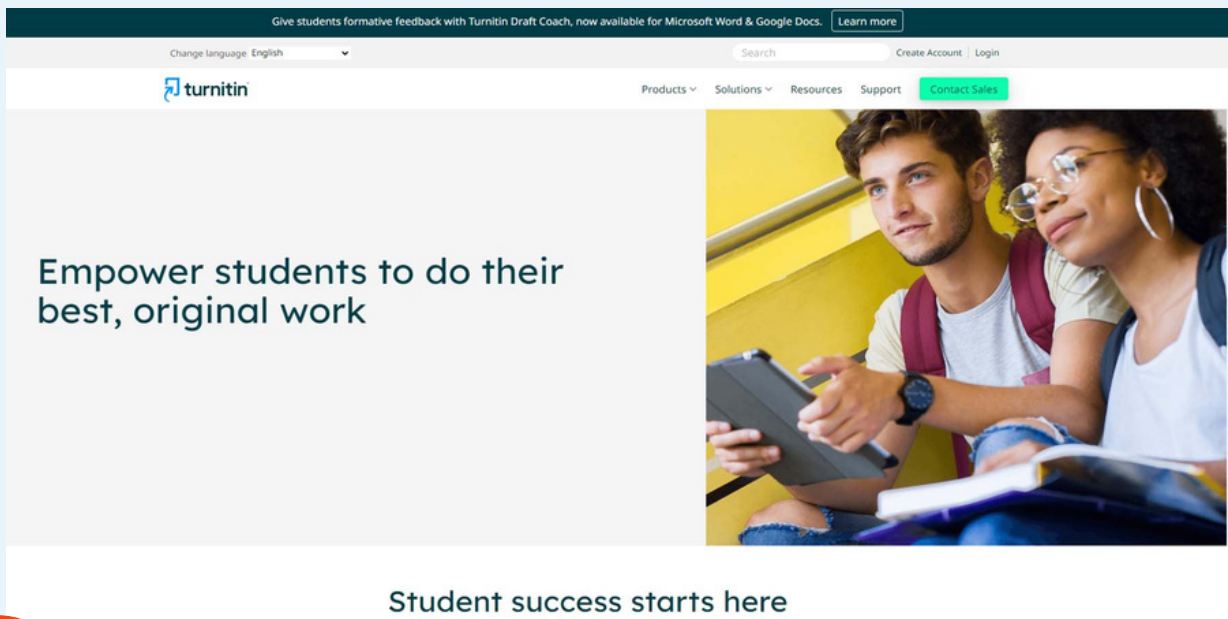 Give students formative feedback with Turnitin Draft Coach, now available for Microsoft Word & Google Docs. Learn more
Change language English Search Create Account Login
turnitin Products Solutions Resources Support Contact Sales
Empower students to do their
best, original work
Student success starts here